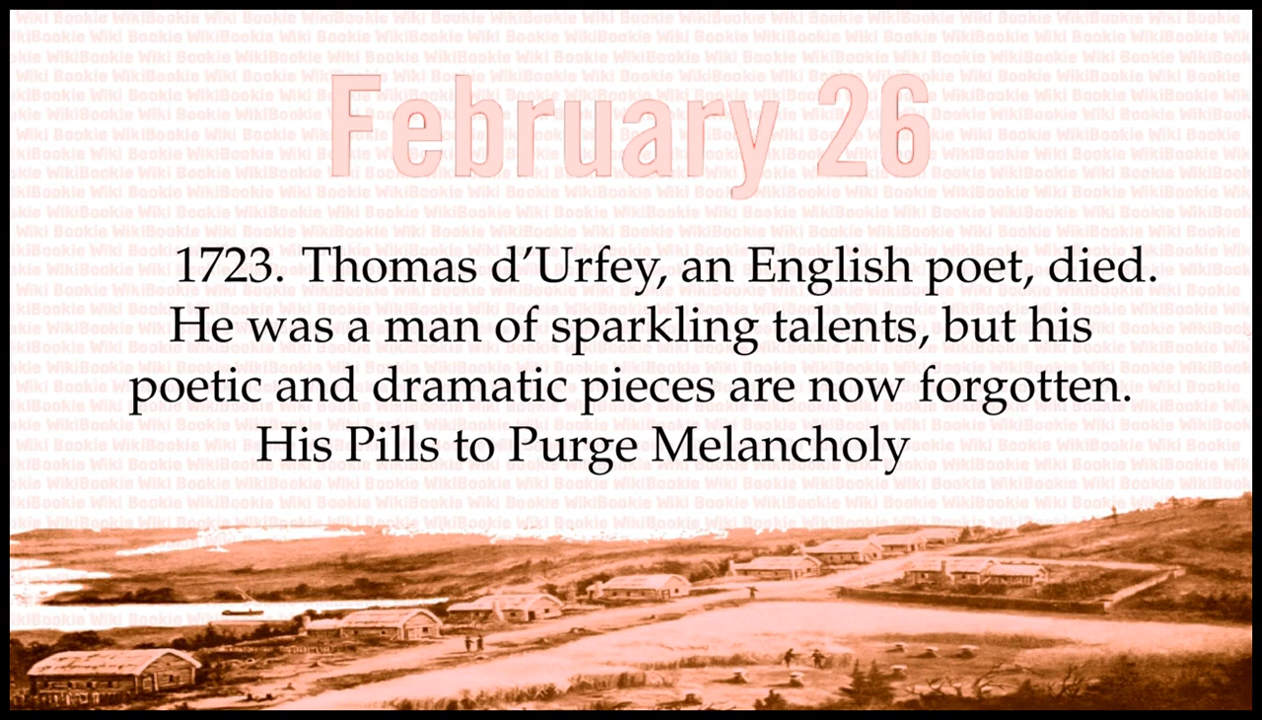 February 26
1723. Thomas d’Urfey, an English poet, died.
He was a man of sparkling talents, but his
poetic and dramatic pieces are now forgotten.
His Pills to Purge Melancholy